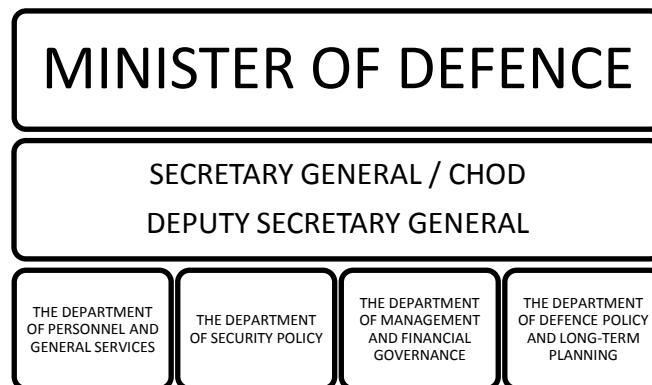 MINISTER OF DEFENCE
SECRETARY GENERAL / CHOD
DEPUTY SECRETARY GENERAL
THE DEPARTMENT
OF PERSONNEL AND
GENERAL SERVICES
THE DEPARTMENT
OF SECURITY POLICY
THE DEPARTMENT
OF MANAGEMENT
AND FINANCIAL
GOVERNANCE
THE DEPARTMENT
OF DEFENCE POLICY
AND LONG-TERM
PLANNING